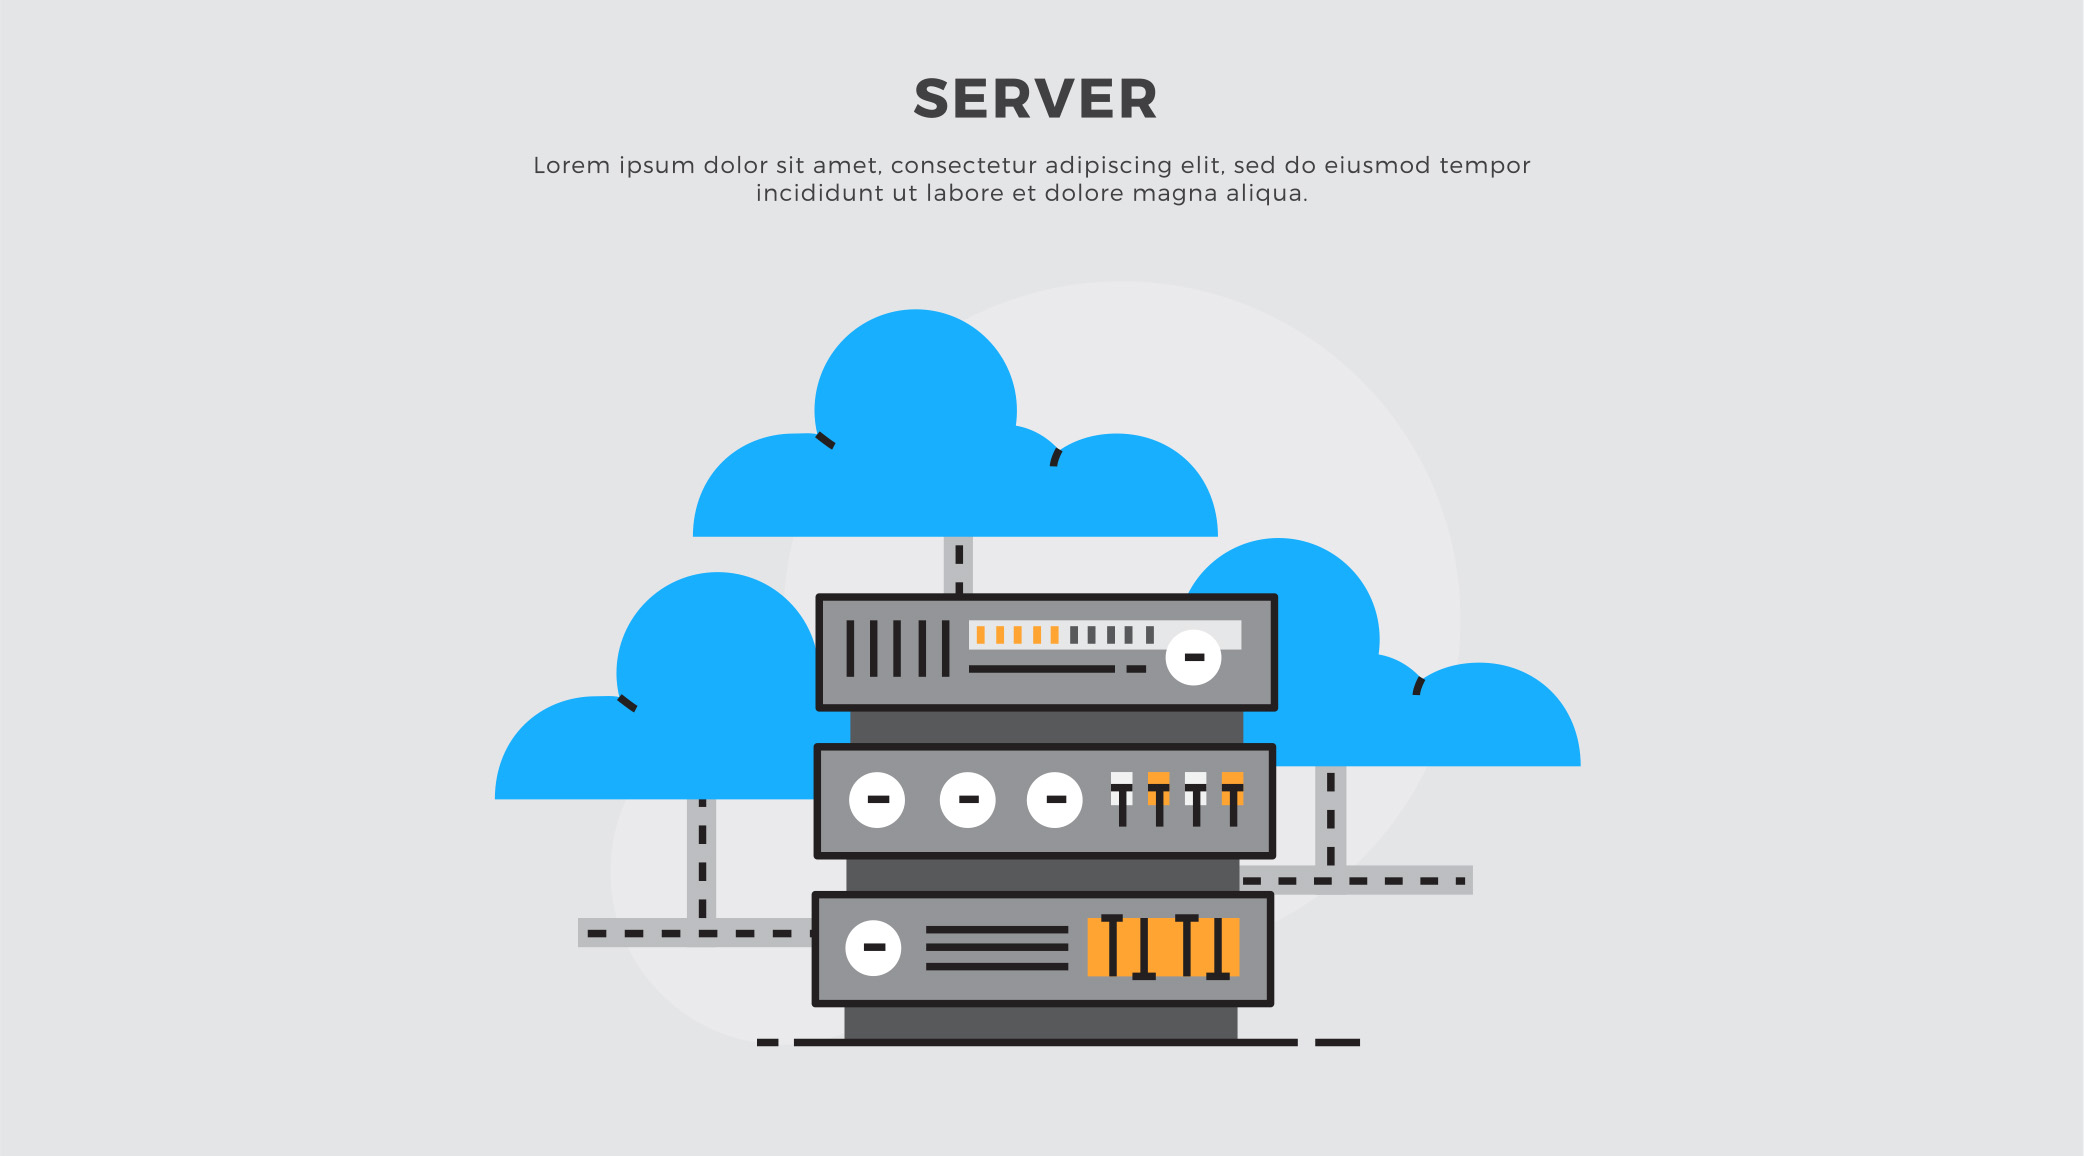 SERVER
Lorem ipsum dolor sit amet, consectetur adipiscing elit, sed do eiusmod tempor
incididunt ut labore et dolore magna aliqua.